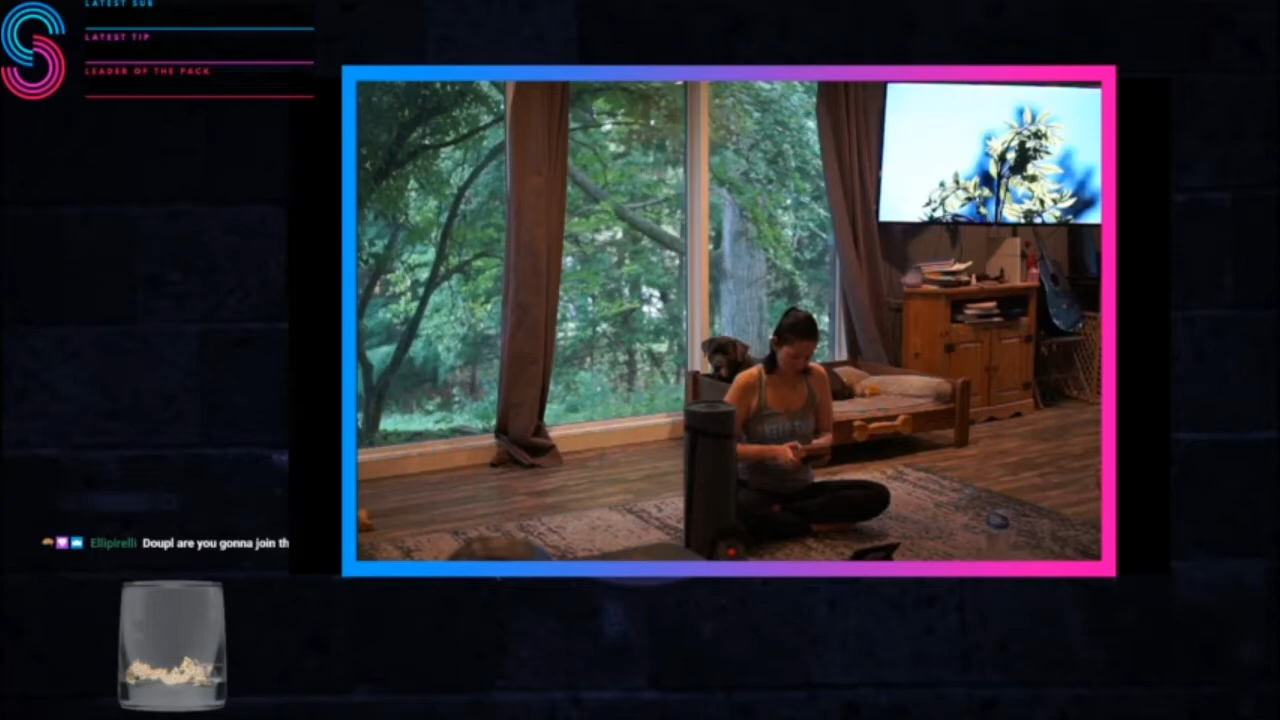 LATEST SUB
LATEST TIP
LEADER OF THE PACK
Ellipirelli Doupl are you gonna join th